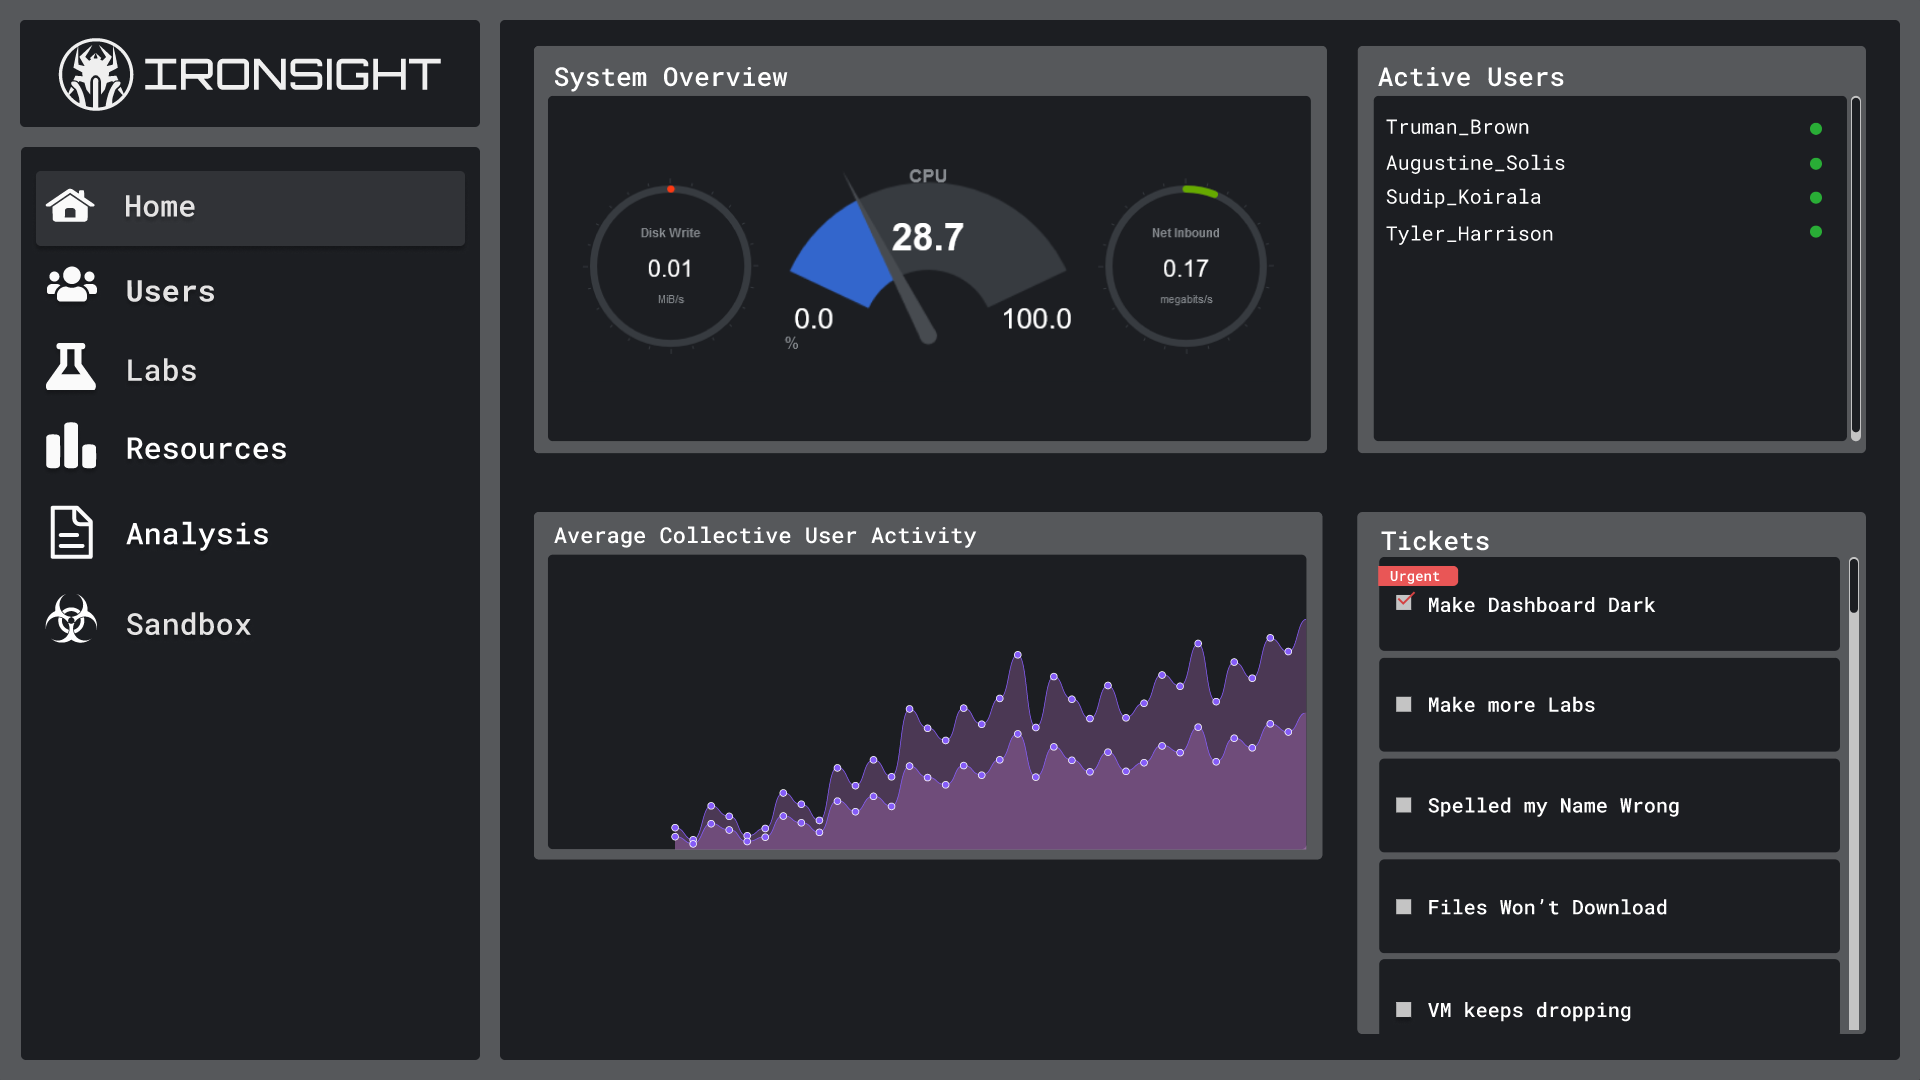 IRONSIGHT
Home
Users
Labs
Resources
Analysis
Sandbox
System Overview
Disk Write
0.01
MiB/s
CPU
28.7
0.0
100.0
%
Net Inbound
0.17
megabits/s
Active Users
Truman_Brown
Augustine_Solis
Sudip_Koirala
Tyler_Harrison
Average Collective User Activity
Tickets
Urgent
Make Dashboard Dark
Make more Labs
Spelled my Name Wrong
Files Won’t Download
VM keeps dropping